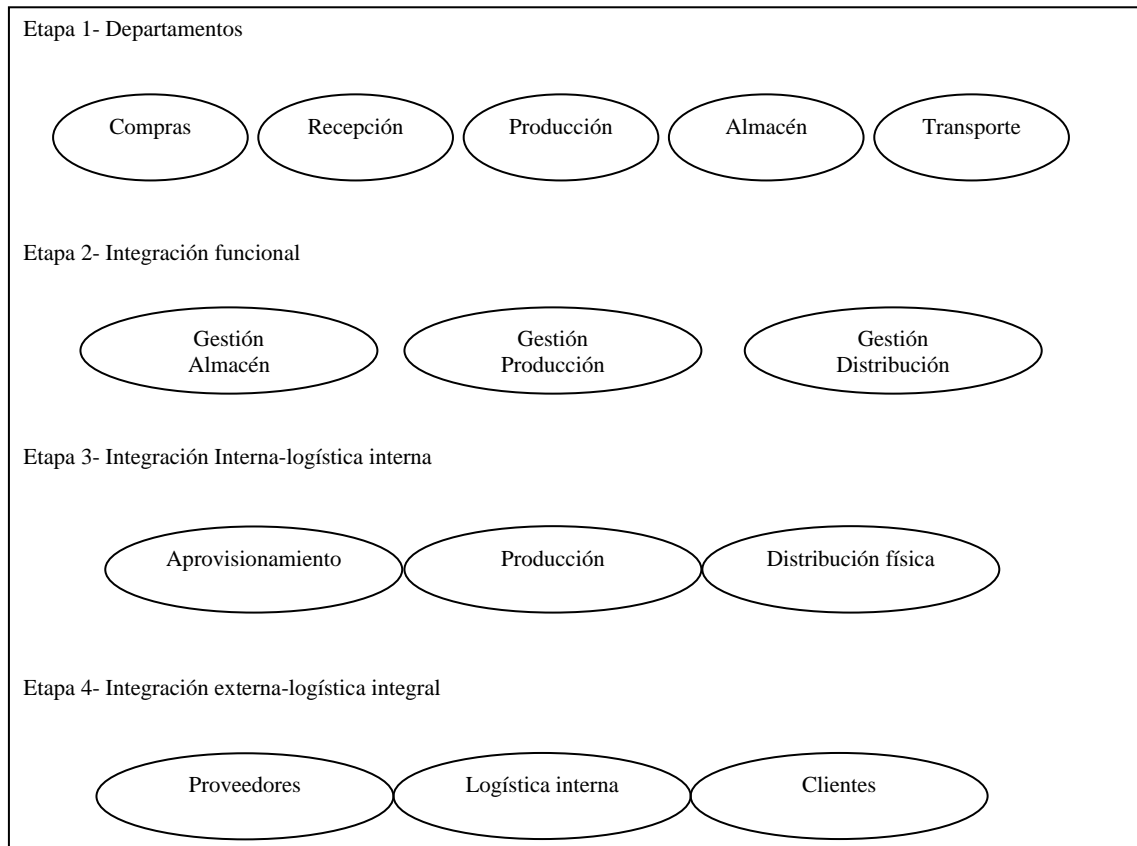 Etapa 1- Departamentos
Compras
Recepción
Producción
Almacén
Transporte
Etapa 2- Integración funcional
Gestión
Almacén
Gestión
Producción
Gestión
Distribución
Etapa 3- Integración Interna-logística interna
Aprovisionamiento
Producción
Distribución física
Etapa 4- Integración externa-logística integral
Proveedores
Logística interna
Clientes